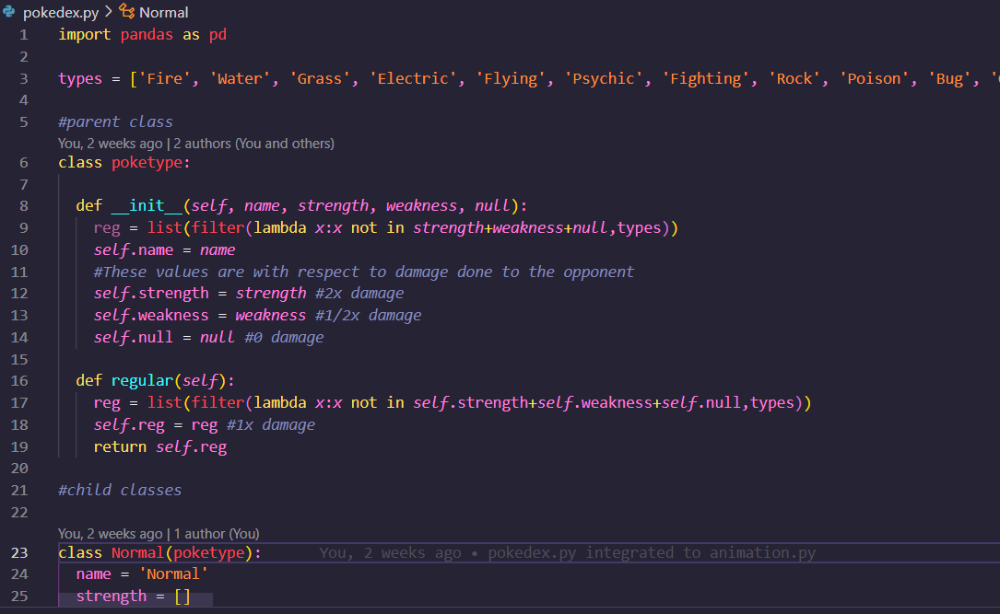 pokedex.py > Normal
1 import pandas as pd
2
3 types = ['Fire', 'Water', 'Grass', 'Electric', 'Flying', 'Psychic', 'Fighting', 'Rock', 'Poison', 'Bug', '
4
5 #parent class
You, 2 weeks ago | 2 authors (You and others)
6 class poketype:
7
8 def __init__(self, name, strength, weakness, null):
9 reg = list(filter(lambda x:x not in strength+weakness+null,types))
10 self.name = name
11 #These values are with respect to damage done to the opponent
12 self.strength = strength #2x damage
13 self.weakness = weakness #1/2x damage
14 self.null = null #0 damage
15
16 def regular(self):
17 reg = list(filter(lambda x:x not in self.strength+self.weakness+self.null,types))
18 self.reg = reg #1x damage
19 return self.reg
20
21 #child classes
22
You, 2 weeks ago | 1 author (You)
23 class Normal(poketype): You, 2 weeks ago • pokedex.py integrated to animation.py
24 name = 'Normal'
25 strength = []